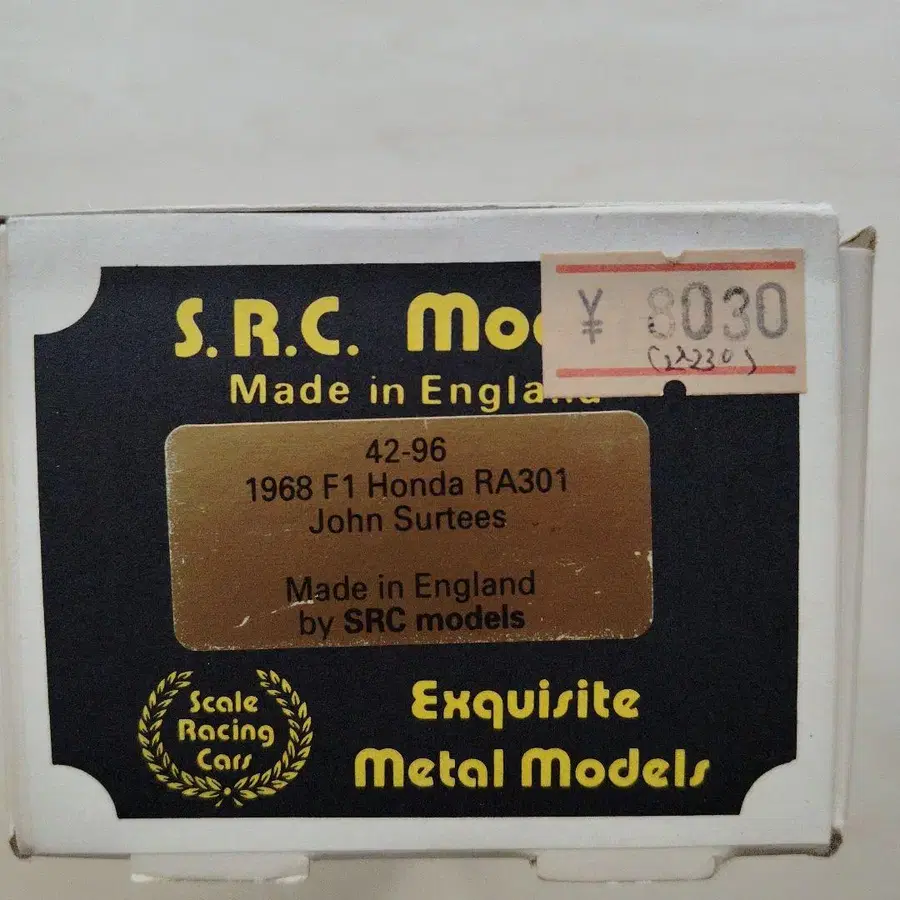 S.R.C. Mo
¥ 8030
Made in England
42-96
1968 F1 Honda RA301
John Surtees
Made in England
by SRC models
Scale
Racing
Cars
Exquisite
Metal Models